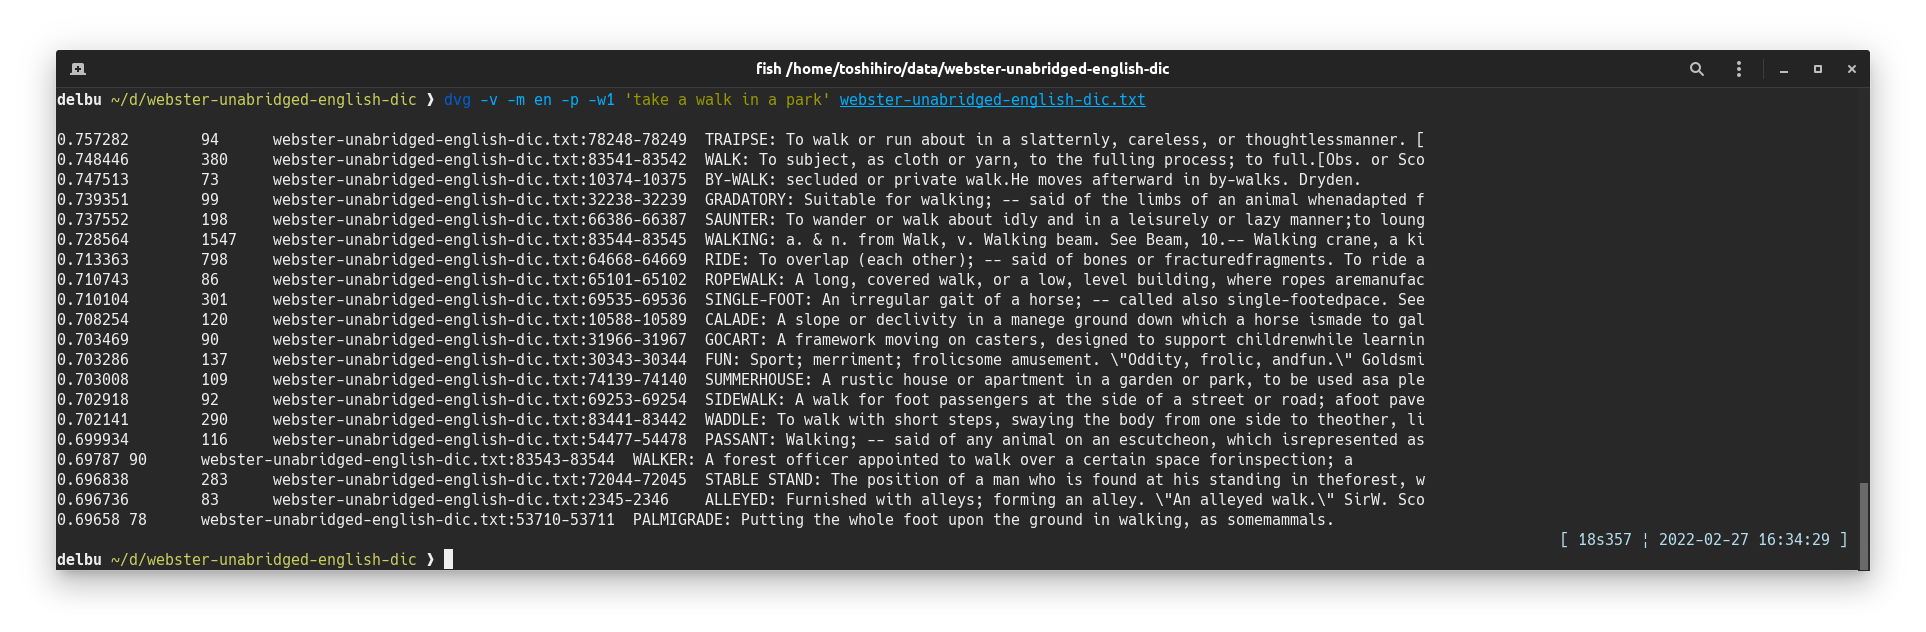 fish /home/toshihiro/data/webster-unabridged-english-dic
delbu ~/d/webster-unabridged-english-dic ❯ dvg -v -m en -p -w1 'take a walk in a park' webster-unabridged-english-dic.txt
0.757282 94 webster-unabridged-english-dic.txt:78248-78249 TRAIPSE: To walk or run about in a slatternly, careless, or thoughtlessmanner. [
0.748446 380 webster-unabridged-english-dic.txt:83541-83542 WALK: To subject, as cloth or yarn, to the fulling process; to full.[Obs. or Sco
0.747513 73 webster-unabridged-english-dic.txt:10374-10375 BY-WALK: secluded or private walk.He moves afterward in by-walks. Dryden.
0.739351 99 webster-unabridged-english-dic.txt:32238-32239 GRADATORY: Suitable for walking; -- said of the limbs of an animal whenadapted f
0.737552 198 webster-unabridged-english-dic.txt:66386-66387 SAUNTER: To wander or walk about idly and in a leisurely or lazy manner;to loung
0.728564 1547 webster-unabridged-english-dic.txt:83544-83545 WALKING: a. & n. from Walk, v. Walking beam. See Beam, 10.-- Walking crane, a ki
0.713363 798 webster-unabridged-english-dic.txt:64668-64669 RIDE: To overlap (each other); -- said of bones or fracturedfragments. To ride a
0.710743 86 webster-unabridged-english-dic.txt:65101-65102 ROPEWALK: A long, covered walk, or a low, level building, where ropes aremanufac
0.710104 301 webster-unabridged-english-dic.txt:69535-69536 SINGLE-FOOT: An irregular gait of a horse; -- called also single-footedpace. See
0.708254 120 webster-unabridged-english-dic.txt:10588-10589 CALADE: A slope or declivity in a manege ground down which a horse ismade to gal
0.703469 90 webster-unabridged-english-dic.txt:31966-31967 GOCART: A framework moving on casters, designed to support childrenwhile learnin
0.703286 137 webster-unabridged-english-dic.txt:30343-30344 FUN: Sport; merriment; frolicsome amusement. \"Oddity, frolic, andfun.\" Goldsmi
0.703008 109 webster-unabridged-english-dic.txt:74139-74140 SUMMERHOUSE: A rustic house or apartment in a garden or park, to be used asa ple
0.702918 92 webster-unabridged-english-dic.txt:69253-69254 SIDEWALK: A walk for foot passengers at the side of a street or road; afoot pave
0.702141 290 webster-unabridged-english-dic.txt:83441-83442 WADDLE: To walk with short steps, swaying the body from one side to theother, li
0.699934 116 webster-unabridged-english-dic.txt:54477-54478 PASSANT: Walking; -- said of any animal on an escutcheon, which isrepresented as
0.69787 90 webster-unabridged-english-dic.txt:83543-83544 WALKER: A forest officer appointed to walk over a certain space forinspection; a
0.696838 283 webster-unabridged-english-dic.txt:72044-72045 STABLE STAND: The position of a man who is found at his standing in theforest, w
0.696736 83 webster-unabridged-english-dic.txt:2345-2346 ALLEYED: Furnished with alleys; forming an alley. \"An alleyed walk.\" SirW. Sco
0.69658 78 webster-unabridged-english-dic.txt:53710-53711 PALMIGRADE: Putting the whole foot upon the ground in walking, as somemammals.
[ 18s357 ¦ 2022-02-27 16:34:29 ]
delbu ~/d/webster-unabridged-english-dic ❯